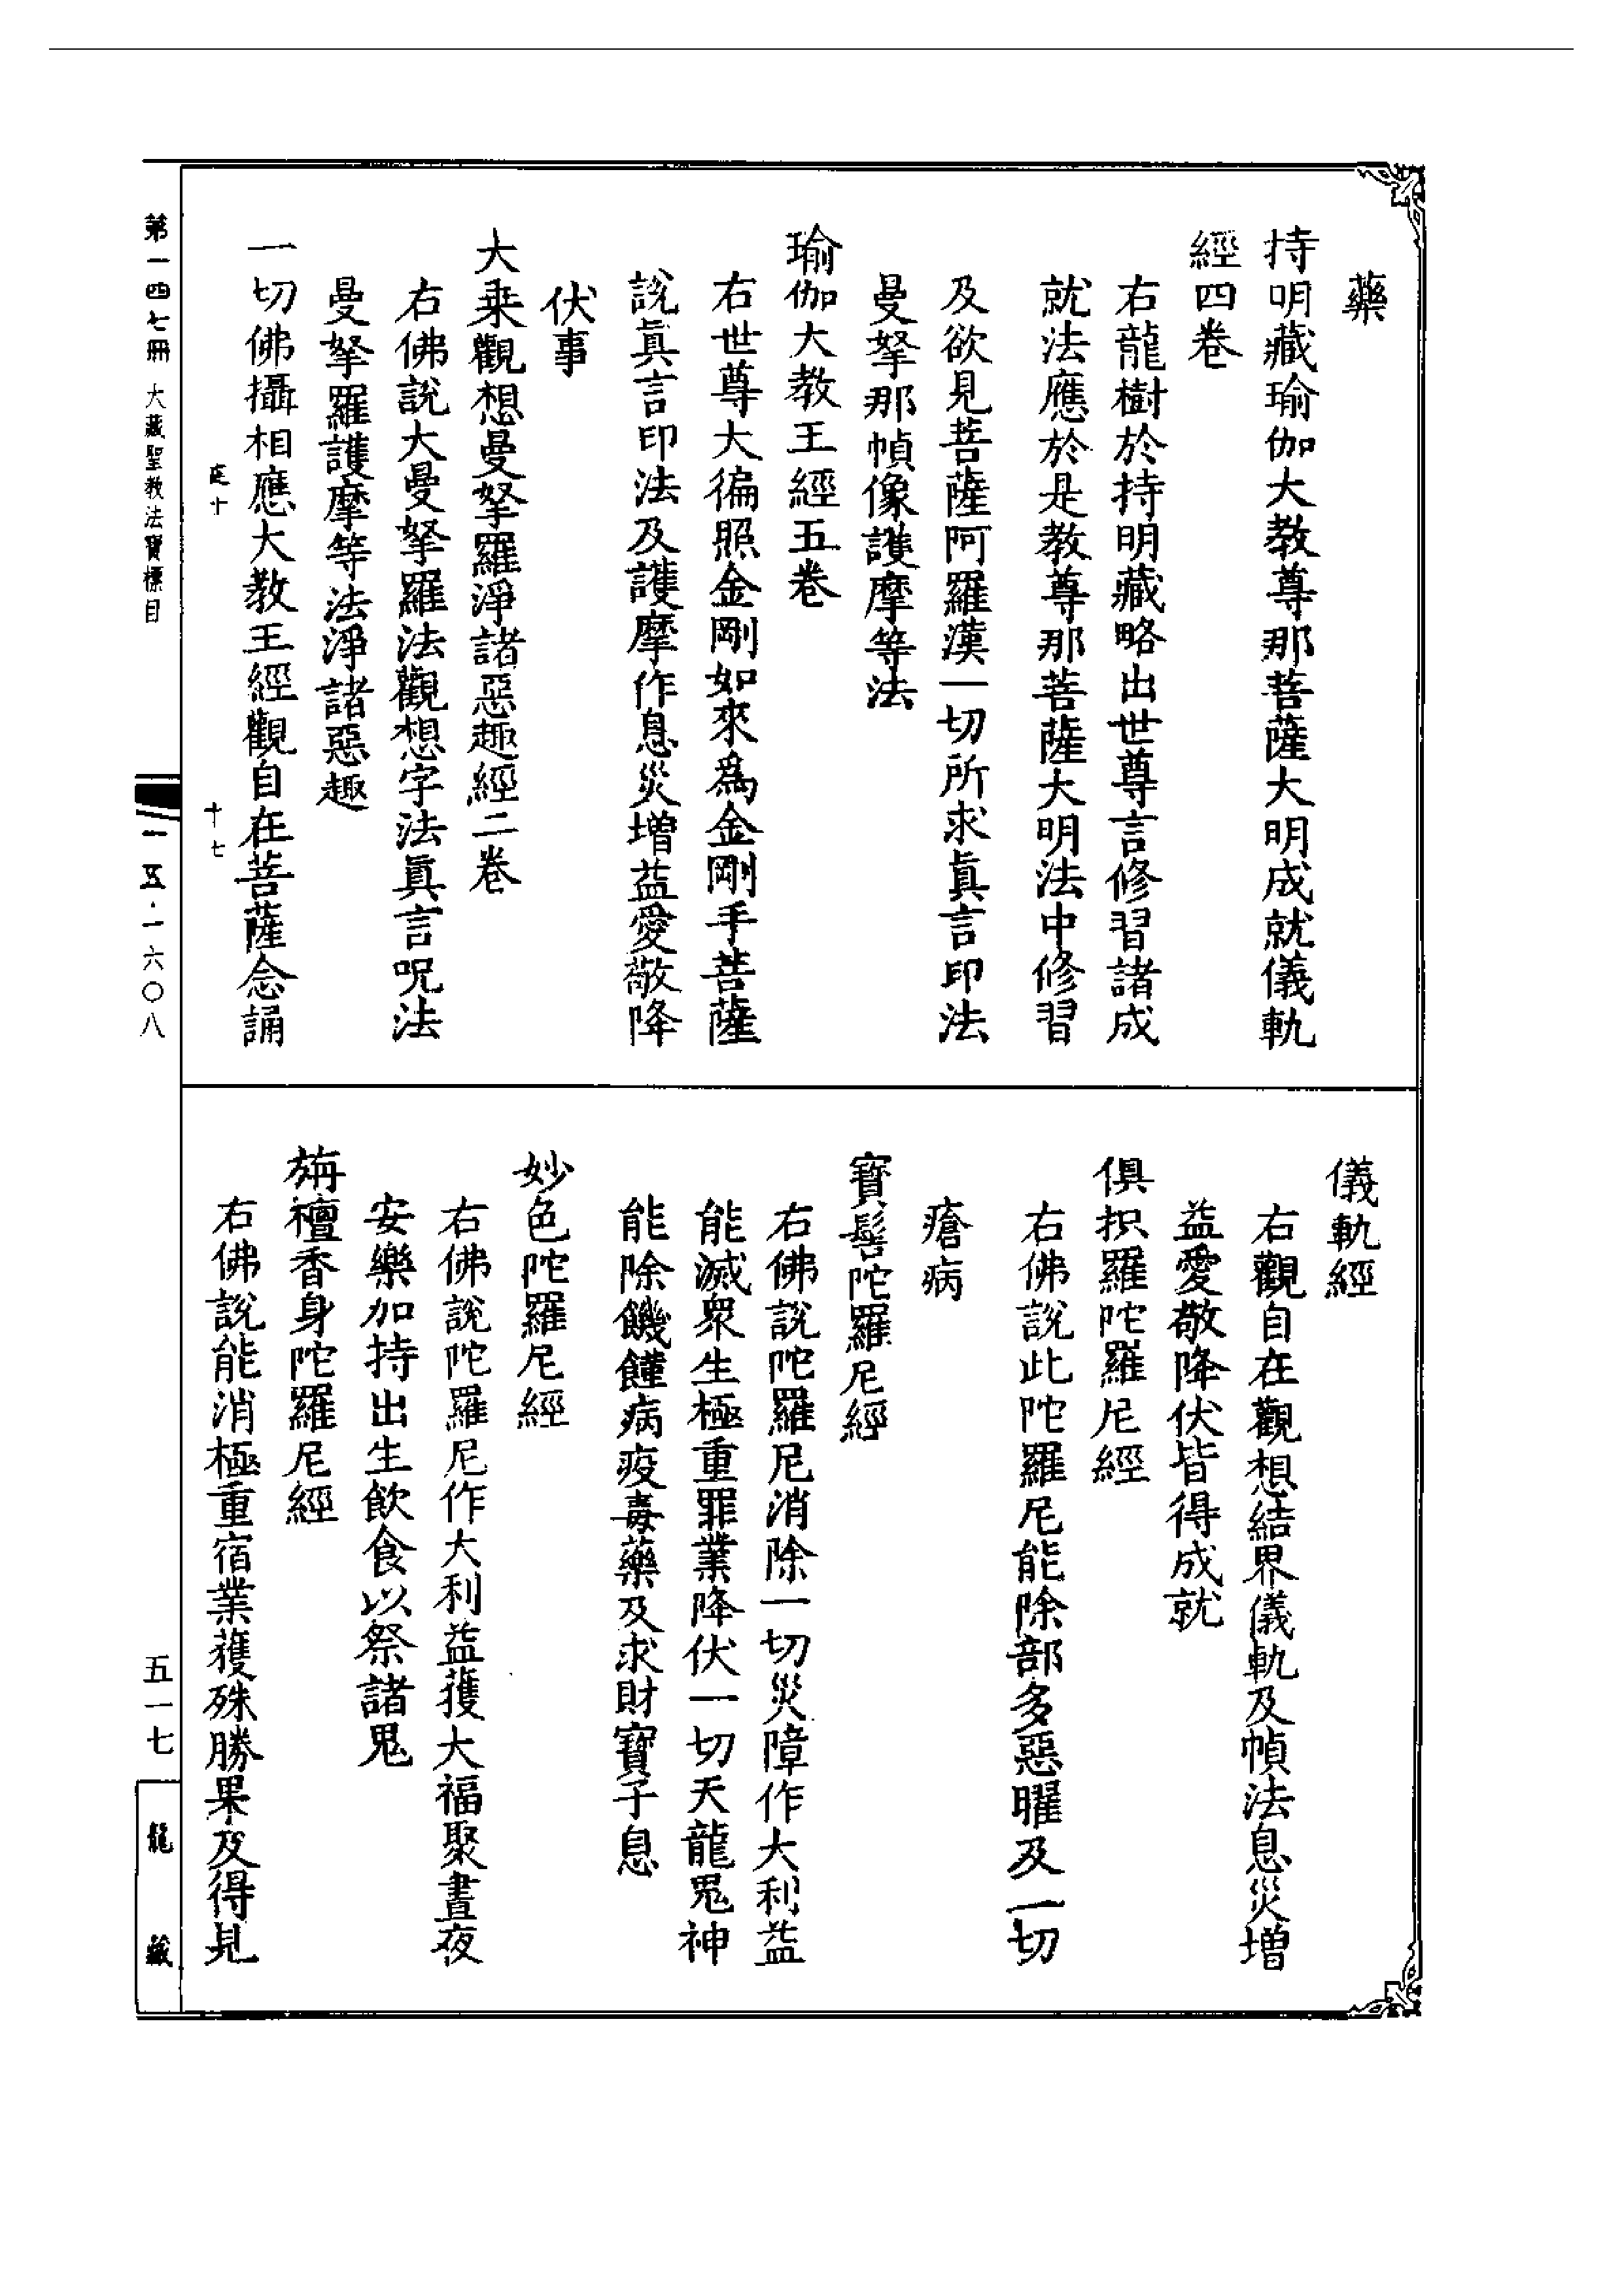 藥
持明藏瑜伽大教尊那菩薩大明成就儀軌
經四卷
右龍樹於持明藏略出世尊言修習諸成
就法應於是教尊那菩薩大明法中修習
及欲見菩薩阿羅漢一切所求眞言印法
曼拏那幀像護摩等法
瑜伽大教王經五卷
右世尊大徧照金剛如來爲金剛手菩薩
說眞言印法及護摩作息災增益愛敬降
伏事
大乘觀想曼拏羅淨諸惡趣經二卷
右佛說大曼拏羅法觀想字法眞言呪法
曼拏羅護摩等法淨諸惡趣
十七
一切佛攝相應大教王經觀自在菩薩念誦
儀軌經
右觀自在觀想結界儀軌及幀法息災增
益愛敬降伏皆得成就
俱枳羅陀羅尼經
右佛說此陀羅尼能除部多惡曜及一切
瘡病
寶髻陀羅尼經
右佛說陀羅尼消除一切災障作大利益
能滅衆生極重罪業降伏一切天龍鬼神
能除饑饉病疫毒藥及求財寶子息
妙色陀羅尼經
右佛說陀羅尼作大利益獲大福聚晝夜
安樂加持出生飲食以祭諸鬼
栴檀香身陀羅尼經
右佛說能消極重宿業獲殊勝果及得見
第一四七冊 大藏聖教法寶標目
一五·一六〇八
五一七
龍藏